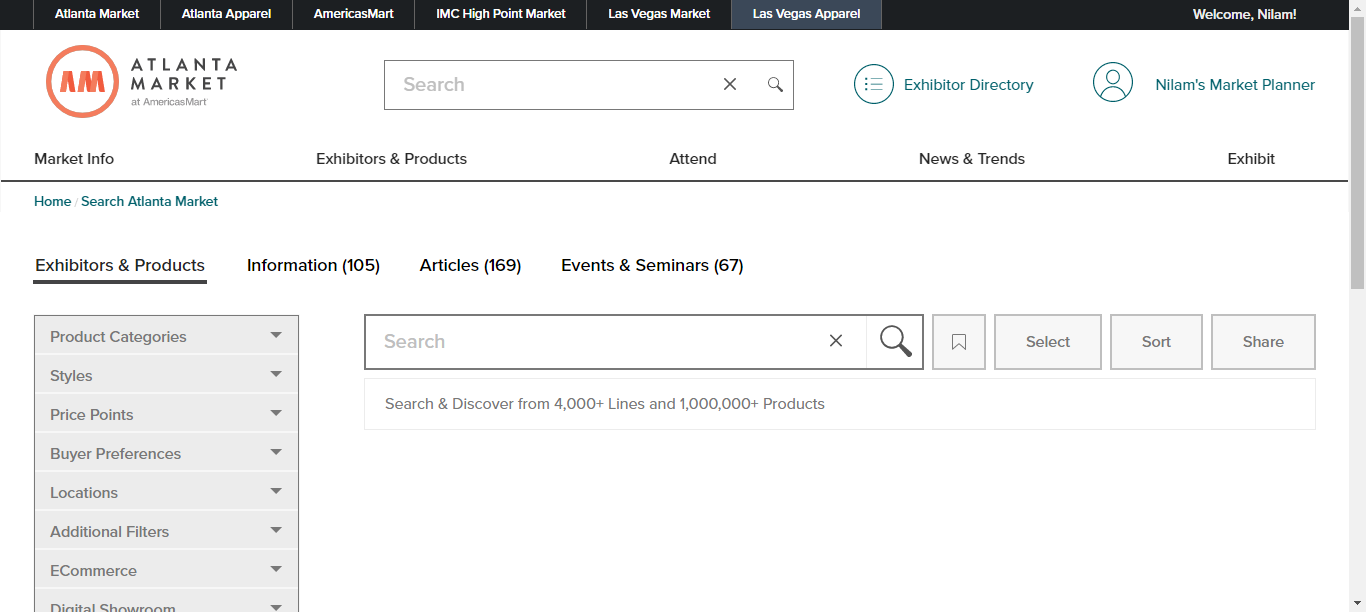 Atlanta Market Atlanta Apparel AmericasMart IMC High Point Market Las Vegas Market Las Vegas Apparel Welcome, Nilam!
AM ATLANTA
MARKET
at AmericasMart
Search
Exhibitor Directory
Nilam's Market Planner
Market Info Exhibitors & Products Attend News & Trends Exhibit
Home / Search Atlanta Market
Exhibitors & Products Information (105) Articles (169) Events & Seminars (67)
Product Categories
Styles
Price Points
Buyer Preferences
Locations
Additional Filters
ECommerce
Digital Showroom
Search
Select Sort Share
Search & Discover from 4,000+ Lines and 1,000,000+ Products